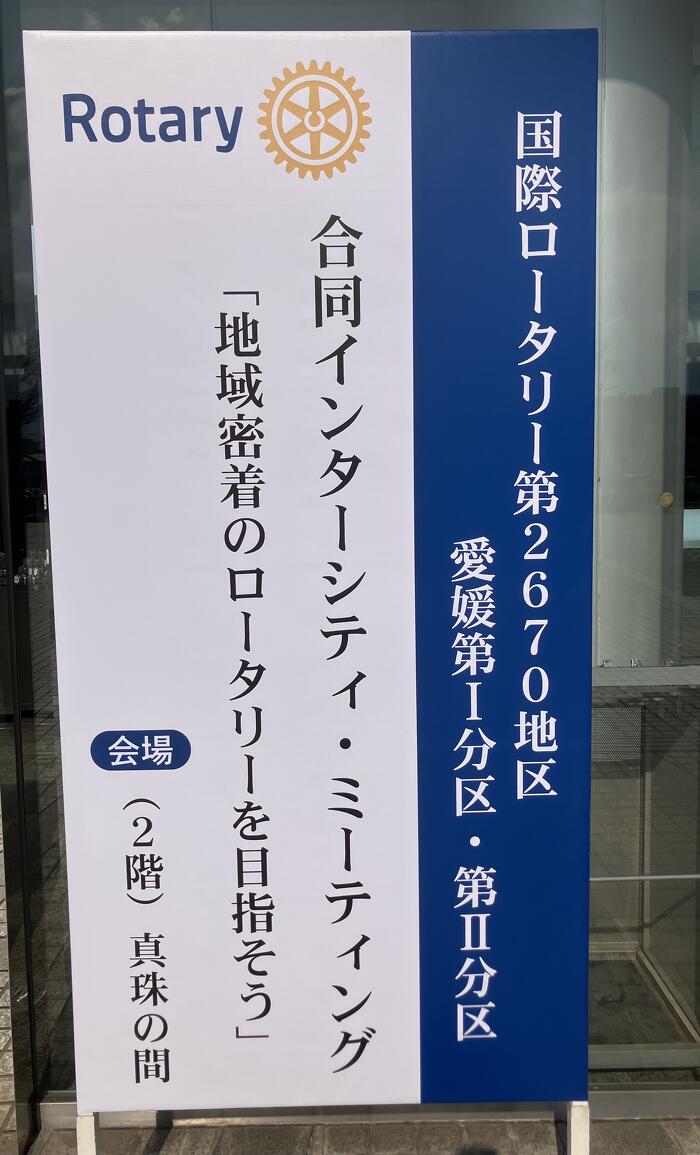 Rotary
国際ロータリー第2670地区
愛媛第Ⅰ分区・第Ⅱ分区
合同インターシティ・ミーティング
「地域密着のロータリーを目指そう」
会場
（2階）真珠の間